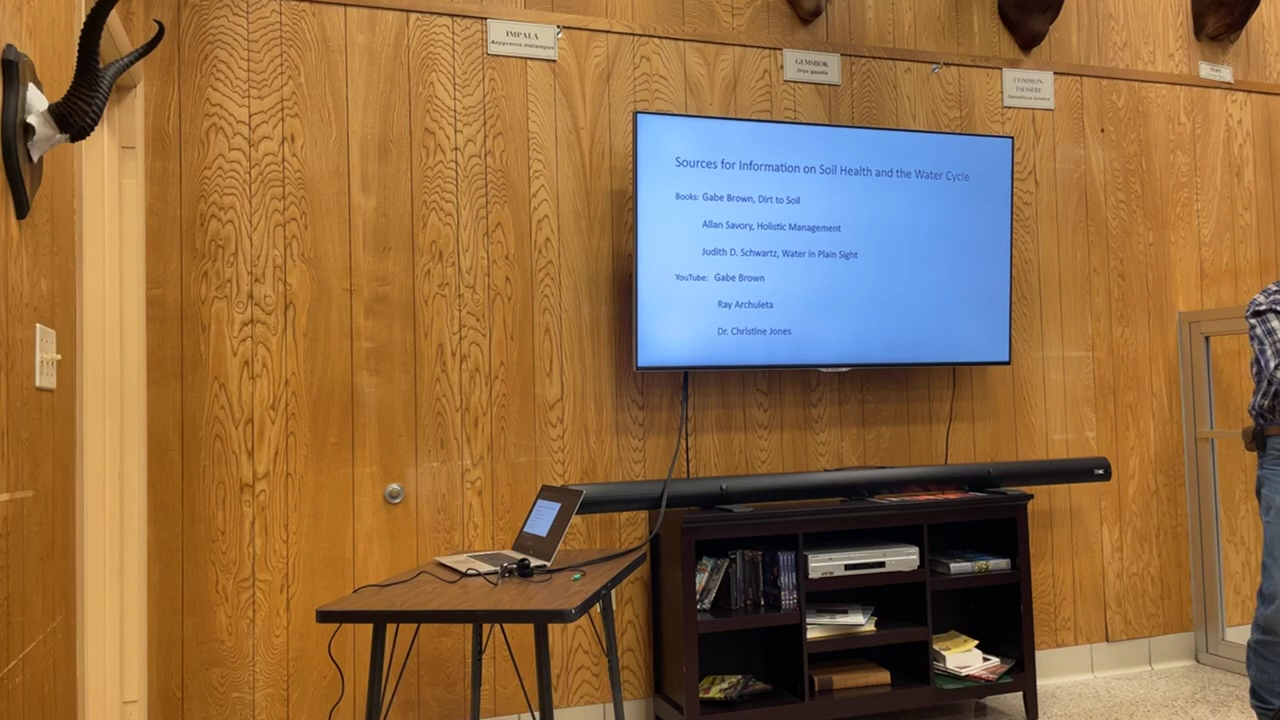 IMPALA
Aepyceros melampus
GEMSBOK
Oryx gazella
COMMON
TSESSEBE
Damaliscus lunatus
Sources for Information on Soil Health and the Water Cycle
Books: Gabe Brown, Dirt to Soil
Allan Savory, Holistic Management
Judith D. Schwartz, Water in Plain Sight
YouTube: Gabe Brown
Ray Archuleta
Dr. Christine Jones